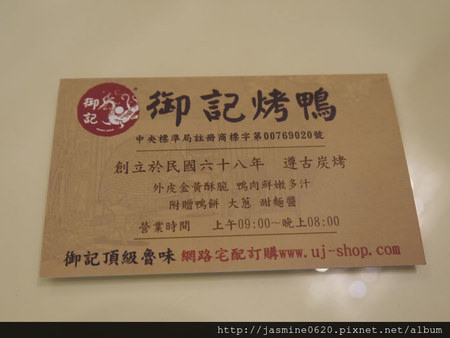 御記
御記烤鴨
中央標準局註冊商標字第00769020號
創立於民國六十八年 遵古炭烤
外皮金黃酥脆 鴨肉鮮嫩多汁
附贈鴨餅 大蔥 甜麵醬
營業時間 上午09:00~晚上08:00
御記頂級魯味 網路宅配訂購www.uj-shop.com
http://jasmine0620.pixnet.net/album